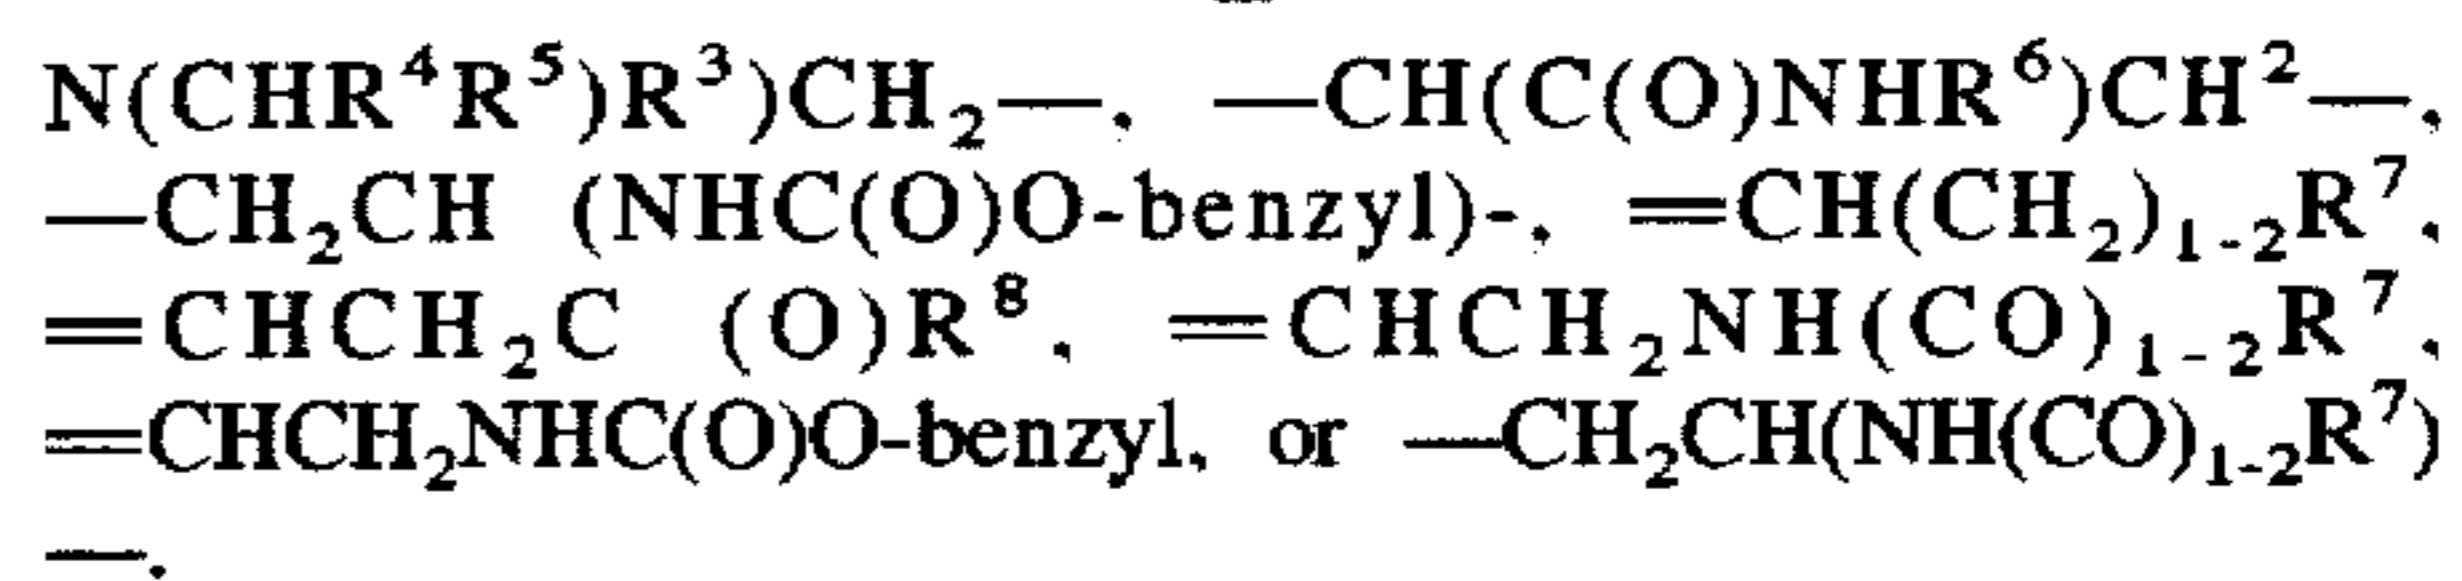 N(CHR⁴R⁵)R³)CH₂—, —CH(C(O)NHR⁶)CH²—,
—CH₂CH (NHC(O)O-benzyl)-, =CH(CH₂)₁₋₂R⁷,
=CHCH₂C (O)R⁸, =CHCH₂NH(CO)₁₋₂R⁷,
=CHCH₂NHC(O)O-benzyl, or —CH₂CH(NH(CO)₁₋₂R⁷)
—.